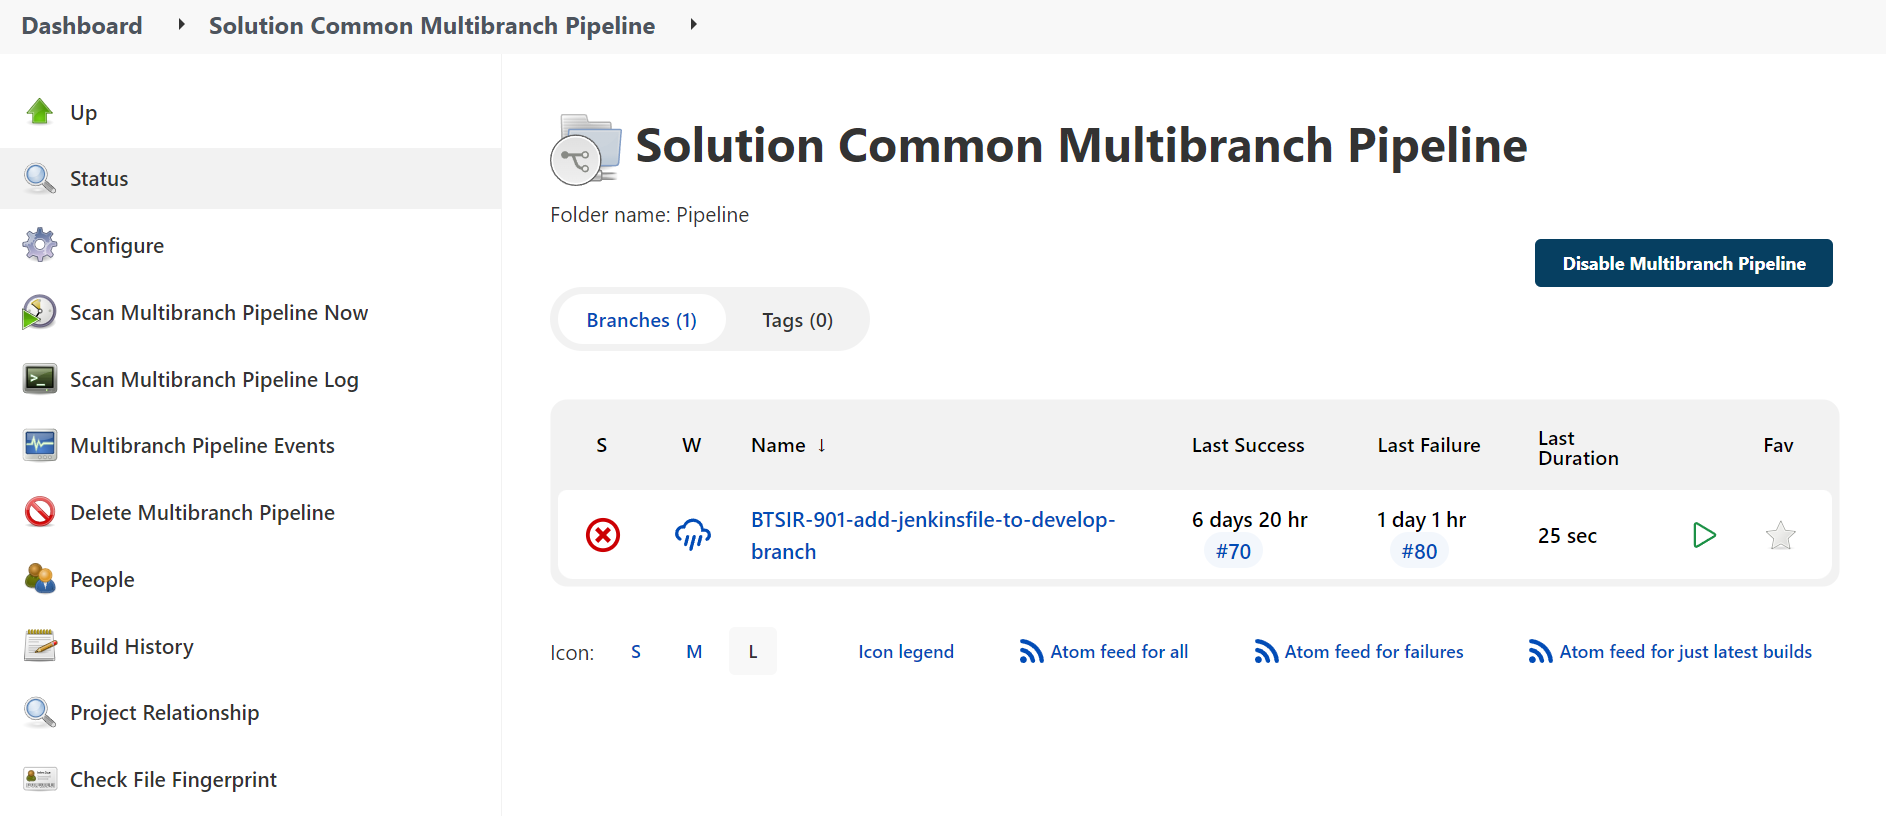 Dashboard
Solution Common Multibranch Pipeline
Up
Status
Configure
Scan Multibranch Pipeline Now
Scan Multibranch Pipeline Log
Multibranch Pipeline Events
Delete Multibranch Pipeline
People
Build History
Project Relationship
Check File Fingerprint
Solution Common Multibranch Pipeline
Folder name: Pipeline
Disable Multibranch Pipeline
Branches (1)
Tags (0)
S W Name ↓ Last Success Last Failure Last
Duration Fav
BTSIR-901-add-jenkinsfile-to-develop-
branch
6 days 20 hr
#70
1 day 1 hr
#80
25 sec
Icon: S M L
Icon legend
Atom feed for all
Atom feed for failures
Atom feed for just latest builds